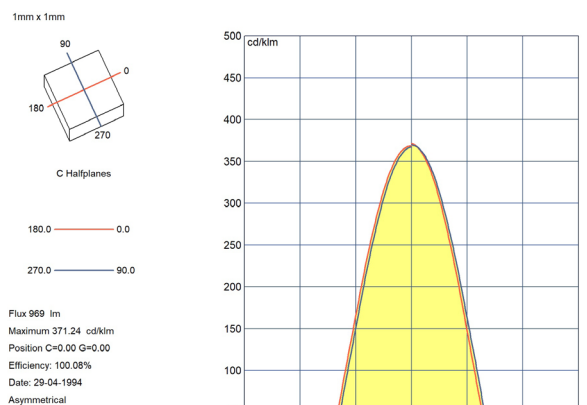 1mm x 1mm
90
0
180
270
C Halfplanes
180.0 0.0
270.0 90.0
Flux 969 lm
Maximum 371.24 cd/klm
Position C=0.00 G=0.00
Efficiency: 100.08%
Date: 29-04-1994
Asymmetrical
500
cd/klm
450
400
350
300
250
200
150
100